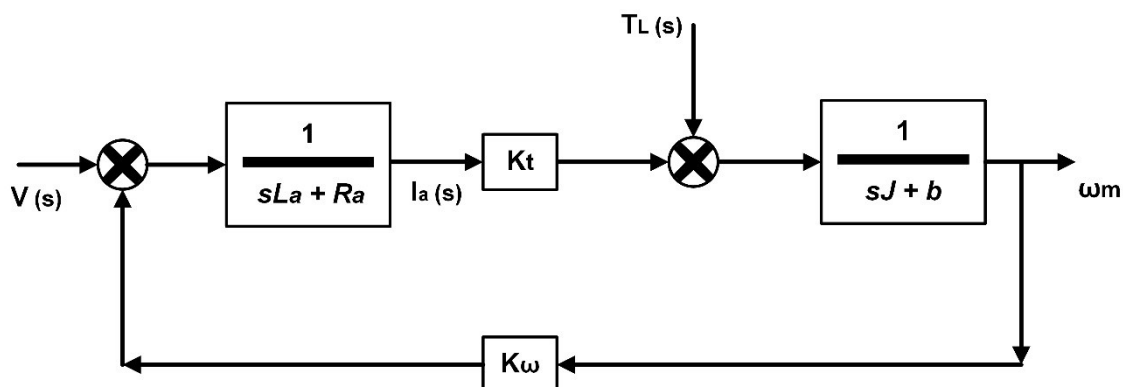 TL (s)
1
sLa + Ra
Kt
1
sJ + b
V (s)
Ia (s)
ωm
Kω